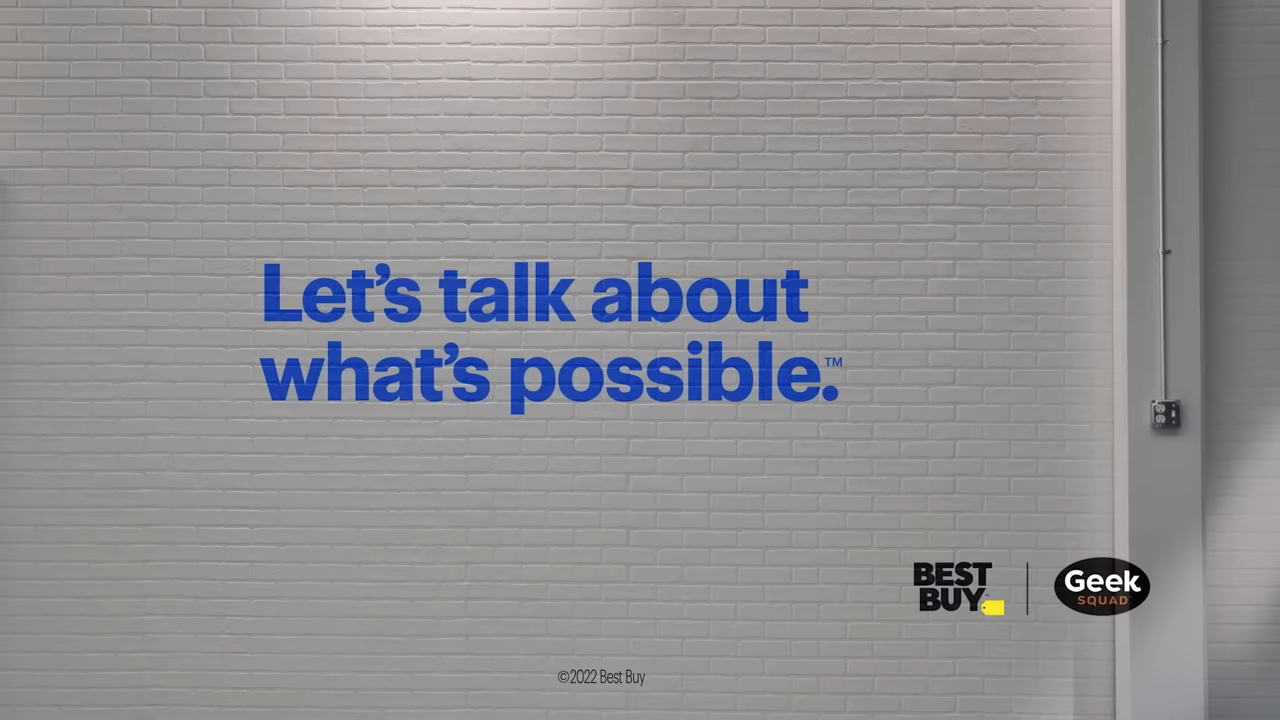 Let's talk about
what's possible.™
BEST
BUY
Geek
SQUAD
©2022 Best Buy